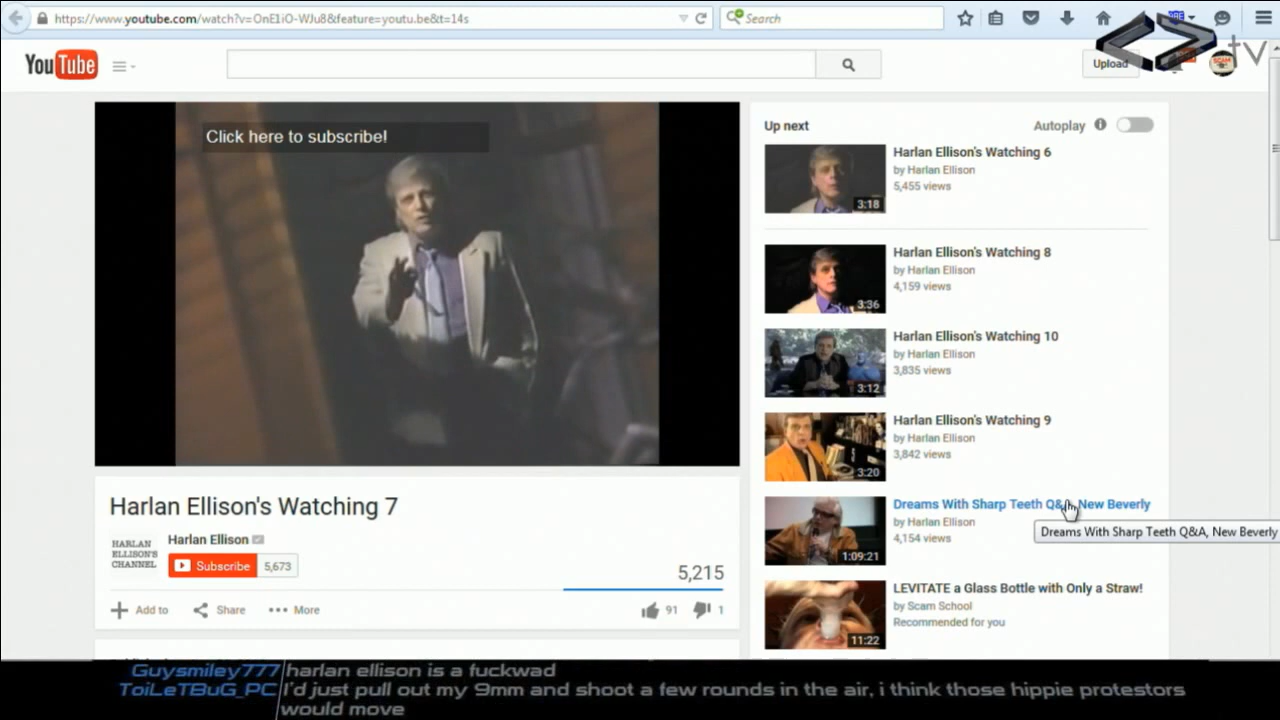 https://www.youtube.com/watch?v=OnE1iO-WJu8&feature=youtu.be&t=14s
Search
tv
YouTube
Upload
Click here to subscribe!
Up next
Autoplay
Harlan Ellison's Watching 6
by Harlan Ellison
5,455 views
3:18
Harlan Ellison's Watching 8
by Harlan Ellison
4,159 views
3:36
Harlan Ellison's Watching 10
by Harlan Ellison
3,835 views
3:12
Harlan Ellison's Watching 9
by Harlan Ellison
3,842 views
3:20
Dreams With Sharp Teeth Q&A, New Beverly
by Harlan Ellison
4,154 views
1:09:21
Dreams With Sharp Teeth Q&A, New Beverly
LEVITATE a Glass Bottle with Only a Straw!
by Scam School
Recommended for you
11:22
Harlan Ellison's Watching 7
HARLAN
ELLISON'S
CHANNEL
Harlan Ellison
Subscribe 5,673
5,215
Add to Share More 91 1
Guysmiley777 harlan ellison is a fuckwad
ToiLeTBuG_PC I'd just pull out my 9mm and shoot a few rounds in the air, i think those hippie protestors
would move